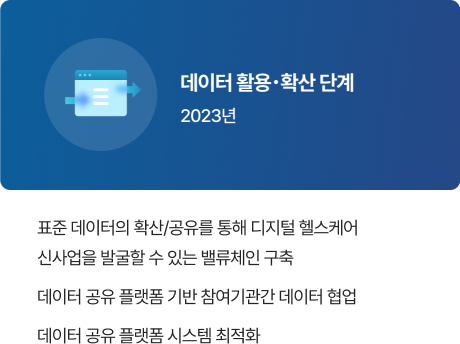 데이터 활용·확산 단계
2023년
표준 데이터의 확산/공유를 통해 디지털 헬스케어
신사업을 발굴할 수 있는 밸류체인 구축
데이터 공유 플랫폼 기반 참여기관간 데이터 협업
데이터 공유 플랫폼 시스템 최적화